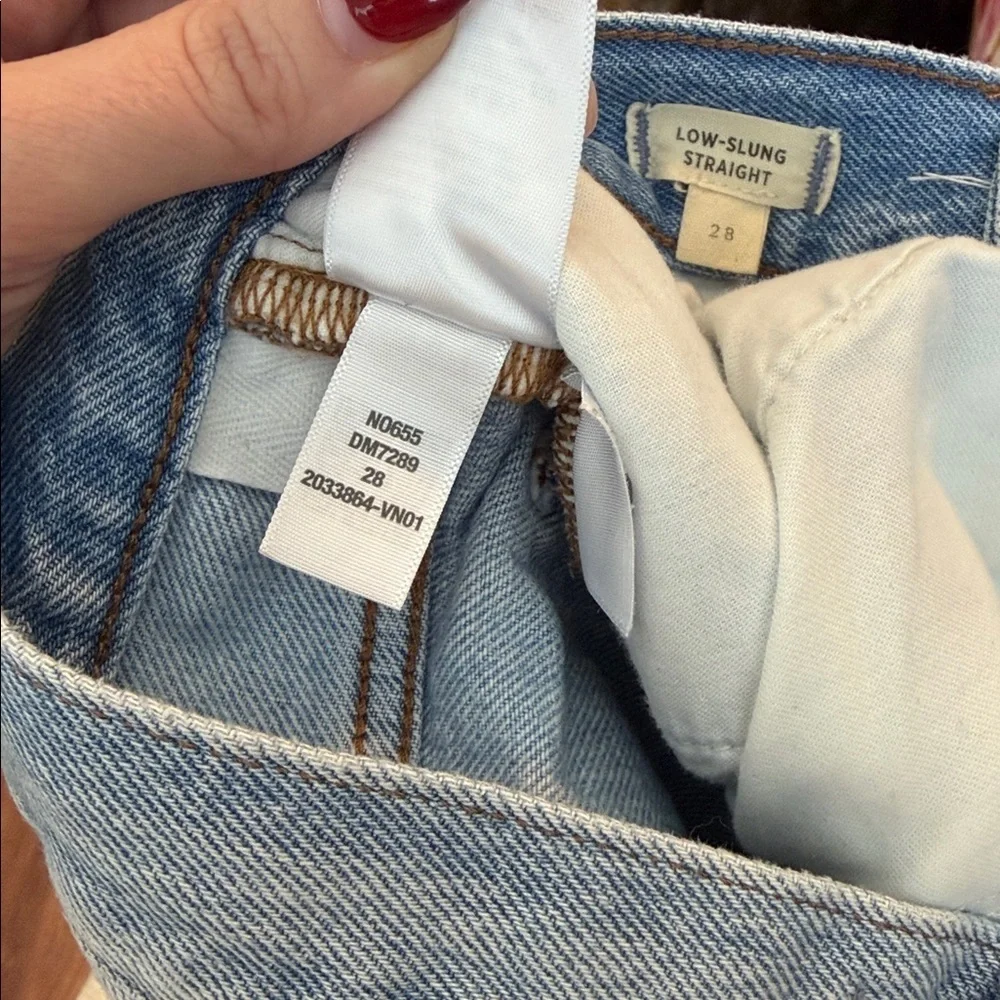 LOW-SLUNG
STRAIGHT
28
N0655
DM7289
28
2033864-VN01